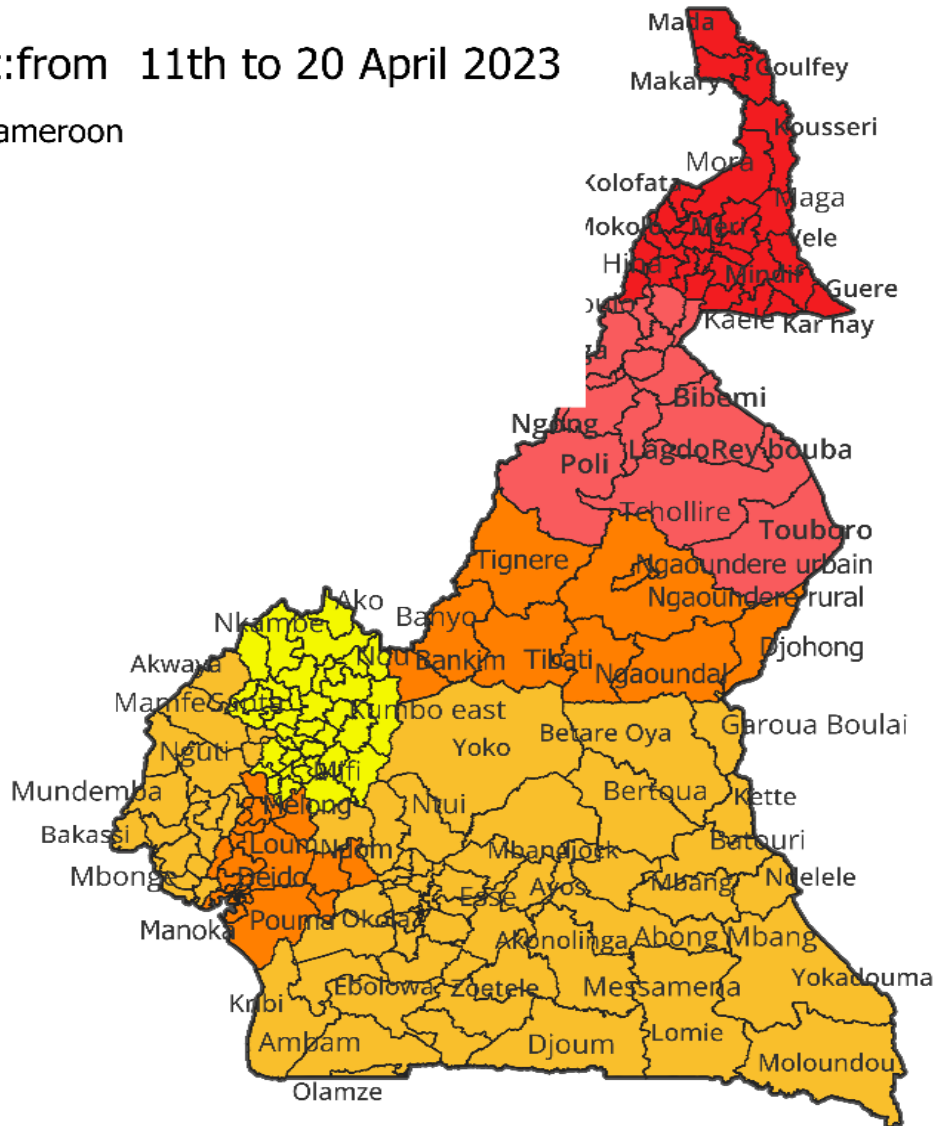 :from 11th to 20 April 2023
ameroon
Mada
Goulfey
Makary
Kousseri
Mora
Kolofata
Maga
Mokolo
Meri
Vele
Hina
Mindif
Guere
Kaele
Kar hay
Bibemi
Ngong
Lagdo
Rey bouba
Poli
Tchollire
Touboro
Tignere
Ngaoundere urbain
Ngaoundere rural
Ako
Banyo
Nkambe
Djohong
Akwaya
Ndu
Bankim
Tibati
Ngaoundal
Mamfe
Santa
Kumbo east
Garoua Boulai
Betare Oya
Yoko
Nguti
Mifi
Mundemba
Bertoua
Kette
Melong
Ntui
Bakassi
Batouri
Loum
Ndom
Mbandjock
Mbonge
Deido
Ndelele
Mbang
Ayos
Esse
Manoka
Pouma
Okola
Akonolinga
Abong Mbang
Yokadouma
Kribi
Ebolowa
Zoetele
Messamena
Ambam
Djoum
Lomie
Moloundou
Olamze